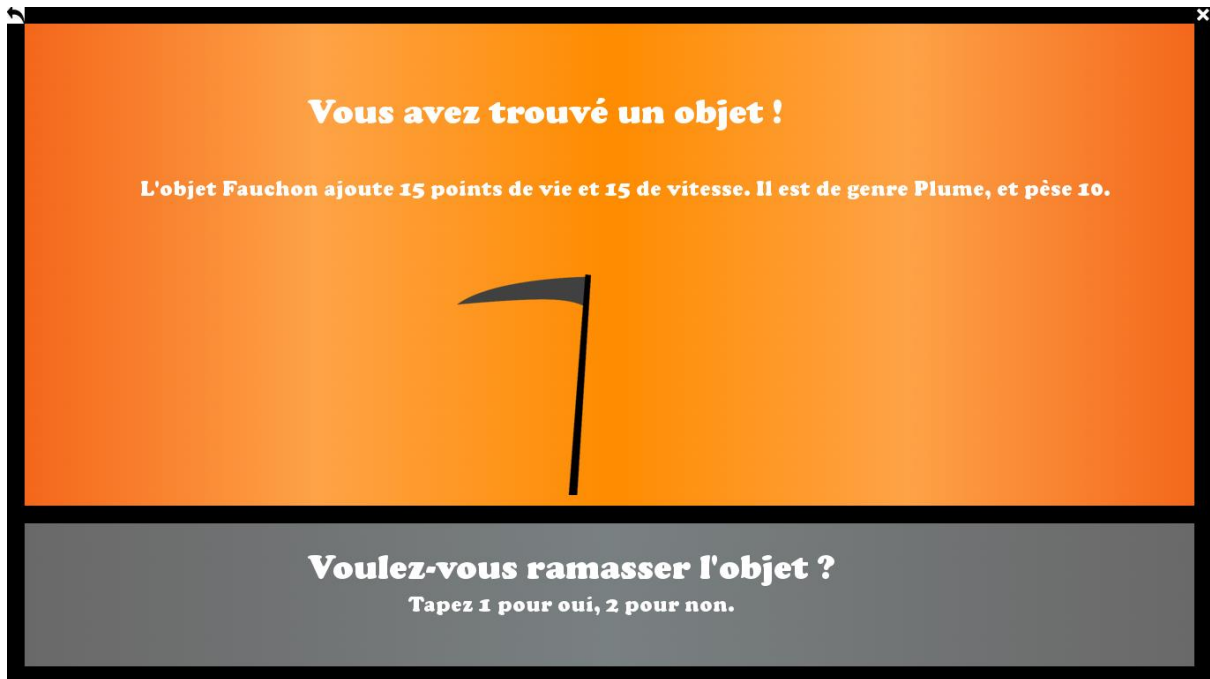 Vous avez trouvé un objet !
L'objet Fauchon ajoute 15 points de vie et 15 de vitesse. Il est de genre Plume, et pèse 10.
Voulez-vous ramasser l'objet ?
Tapez 1 pour oui, 2 pour non.